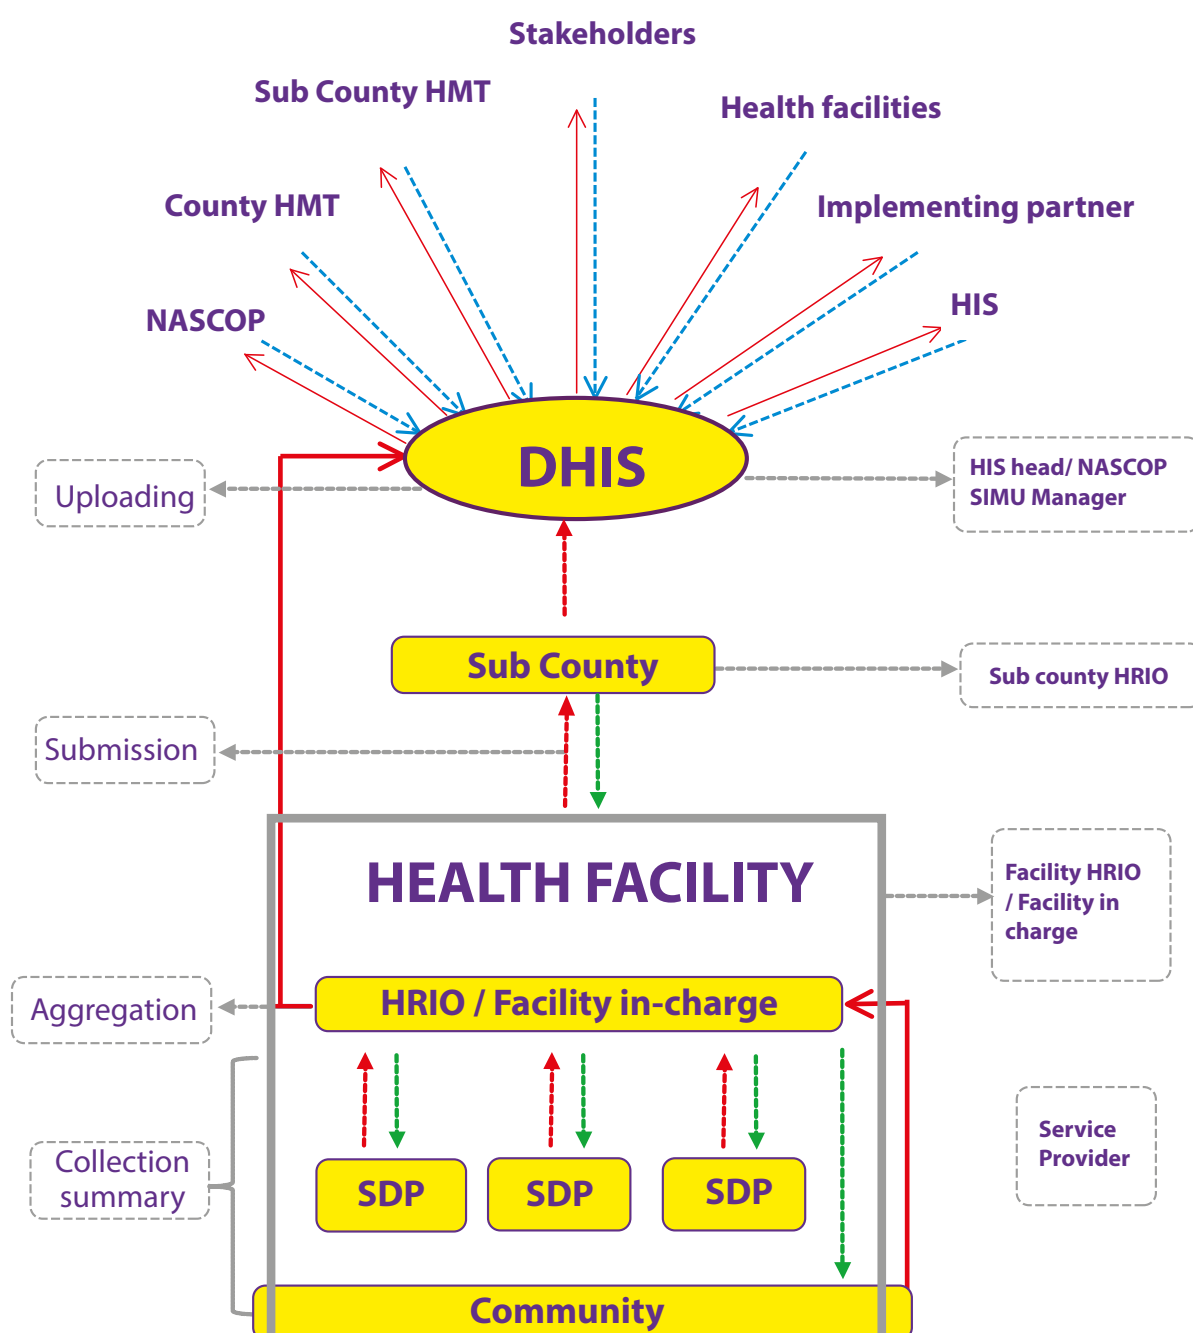 Stakeholders
Sub County HMT
Health facilities
County HMT
Implementing partner
NASCOP
HIS
DHIS
Uploading
HIS head/ NASCOP
SIMU Manager
Sub County
Sub county HRIO
Submission
HEALTH FACILITY
Facility HRIO
/ Facility in
charge
HRIO / Facility in-charge
Aggregation
Service
Provider
Collection
summary
SDP
SDP
SDP
Community